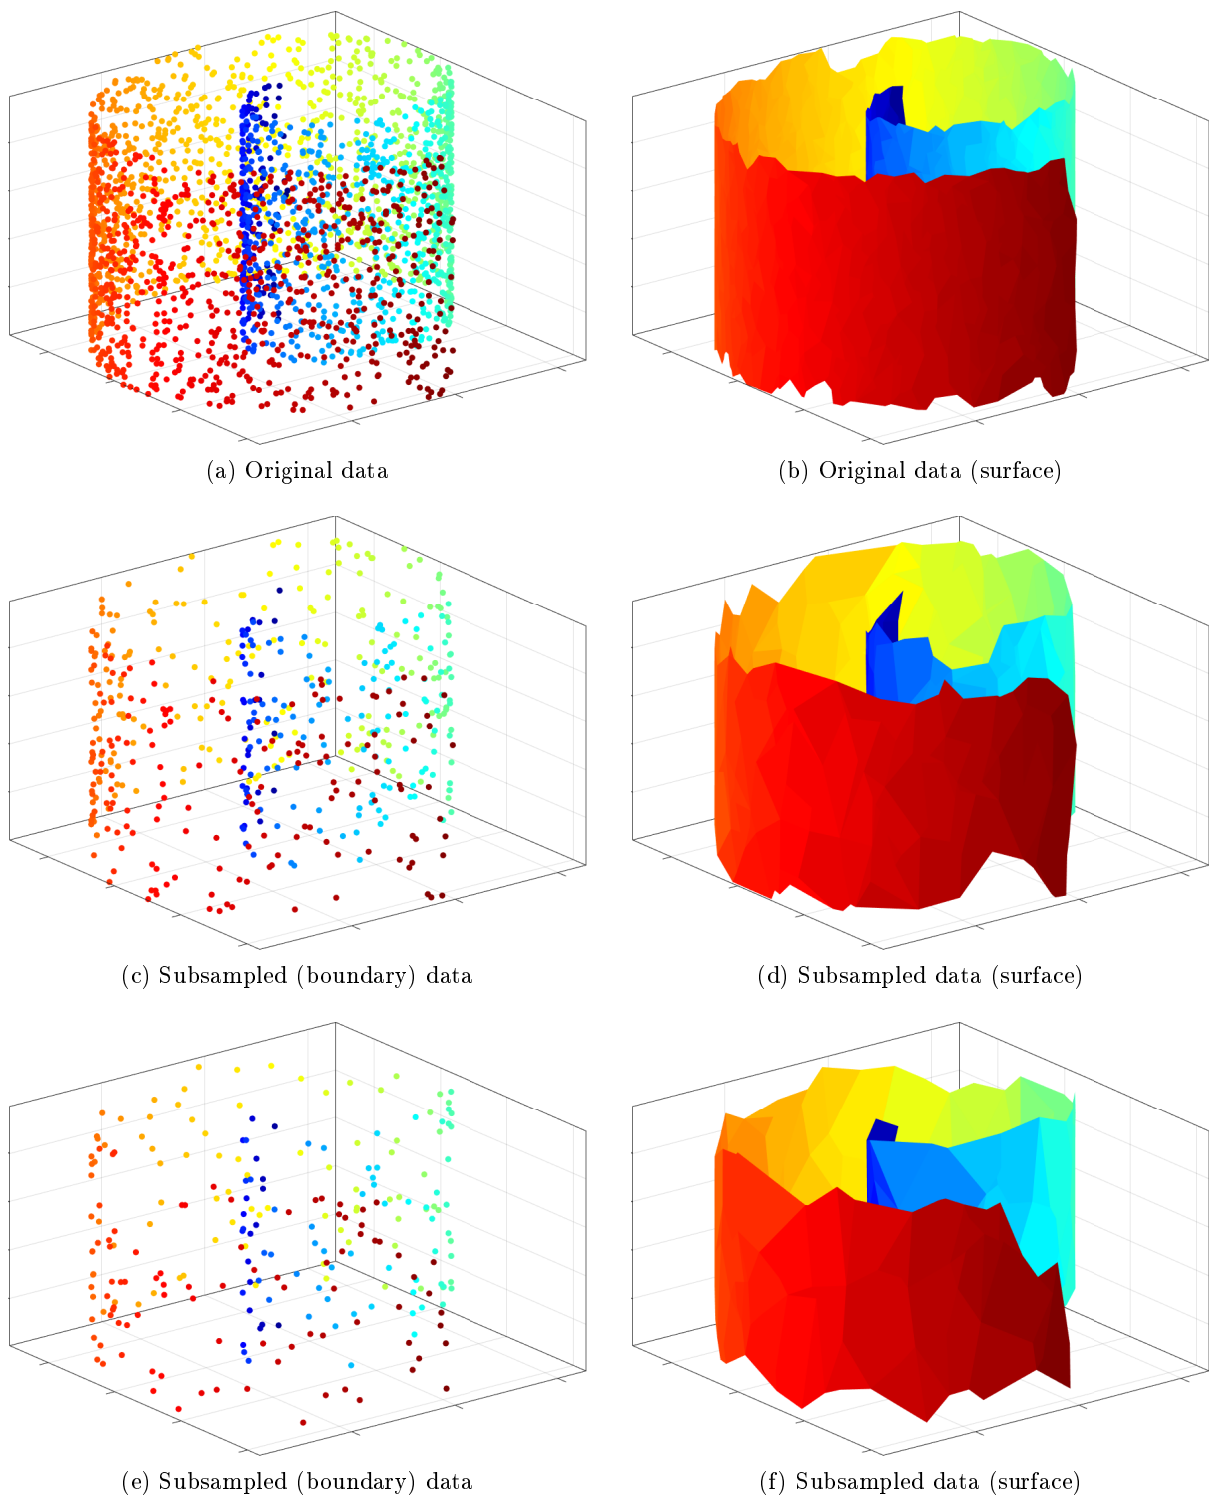 (a) Original data
(b) Original data (surface)
(c) Subsampled (boundary) data
(d) Subsampled data (surface)
(e) Subsampled (boundary) data
(f) Subsampled data (surface)